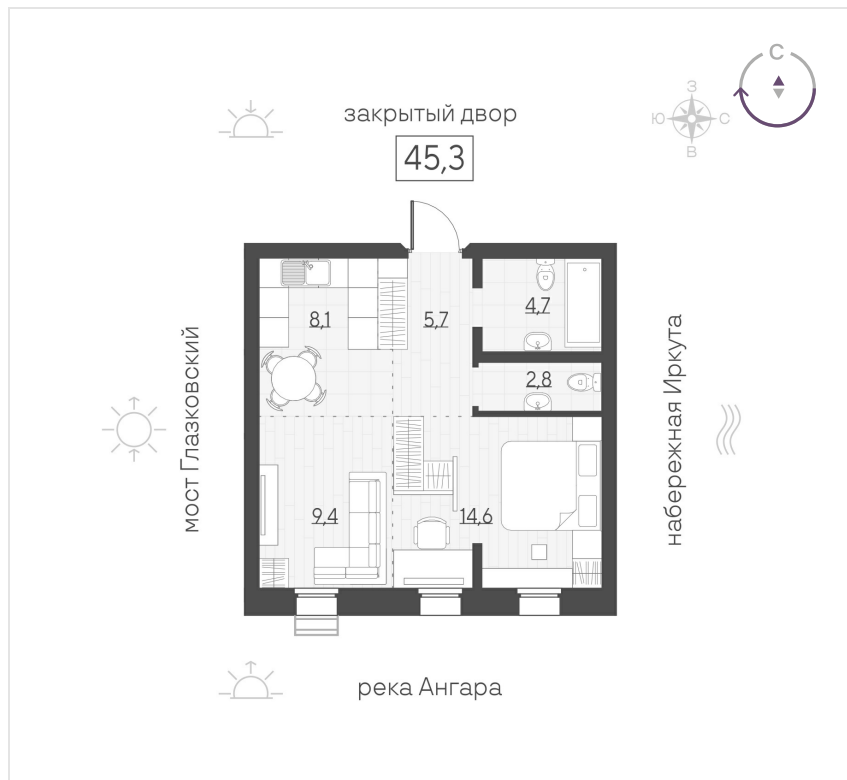 С
закрытый двор
45,3
З
Ю
С
В
8,1
5,7
4,7
2,8
мост Глазковский
набережная Иркута
9,4
14,6
река Ангара